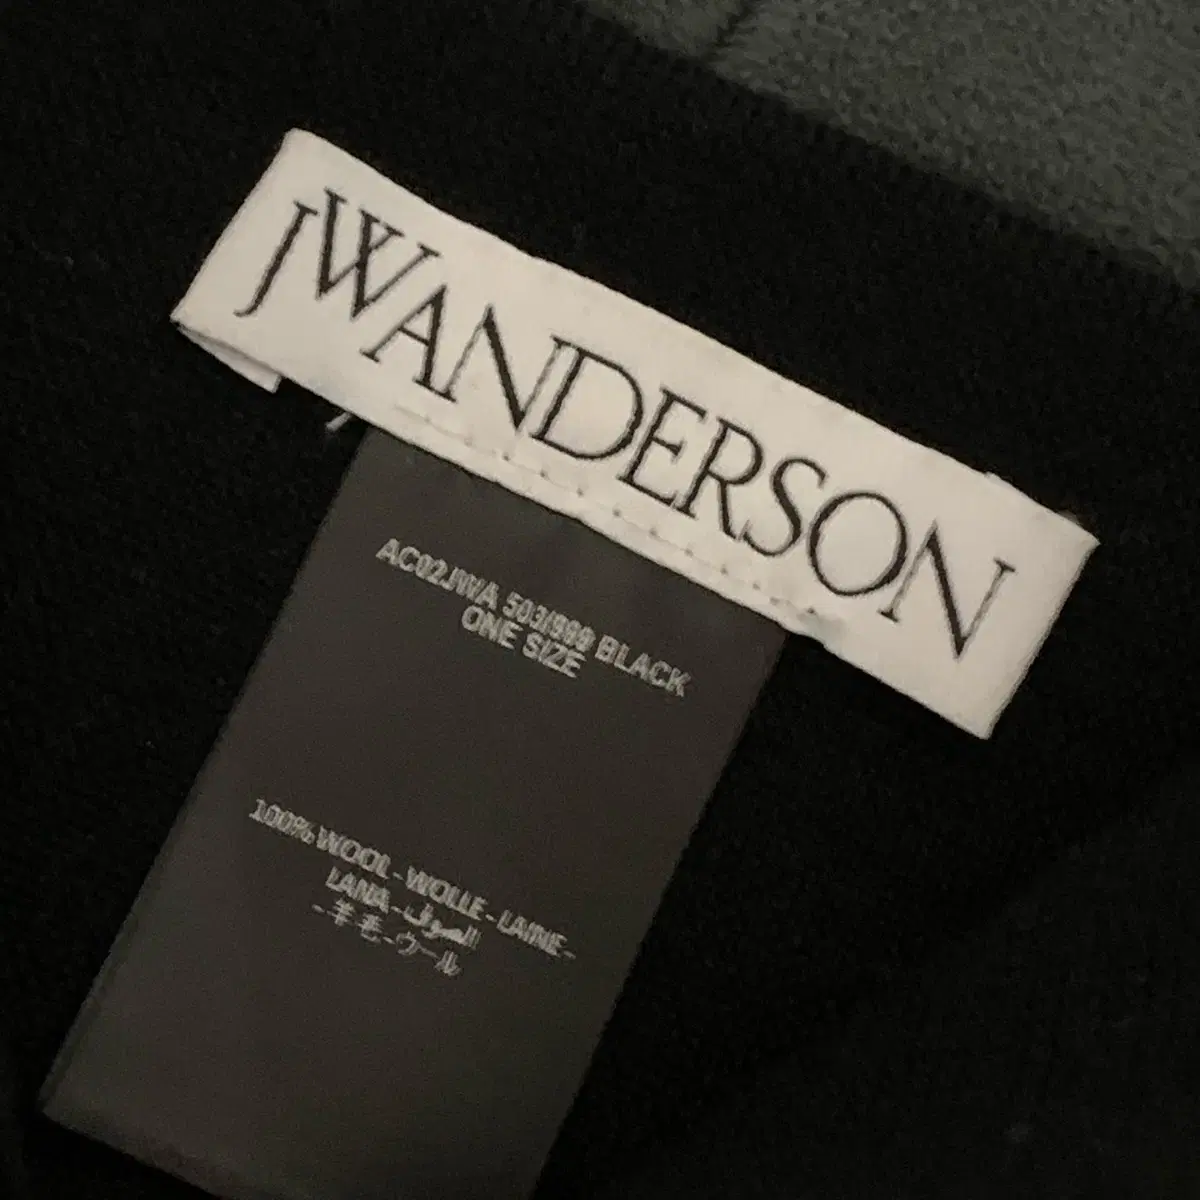 JWANDERSON
AC02JWA 503/999 BLACK
ONE SIZE
100% WOOL - WOLLE - LAINE -
LANA - الصوف
- 羊毛 - ウール